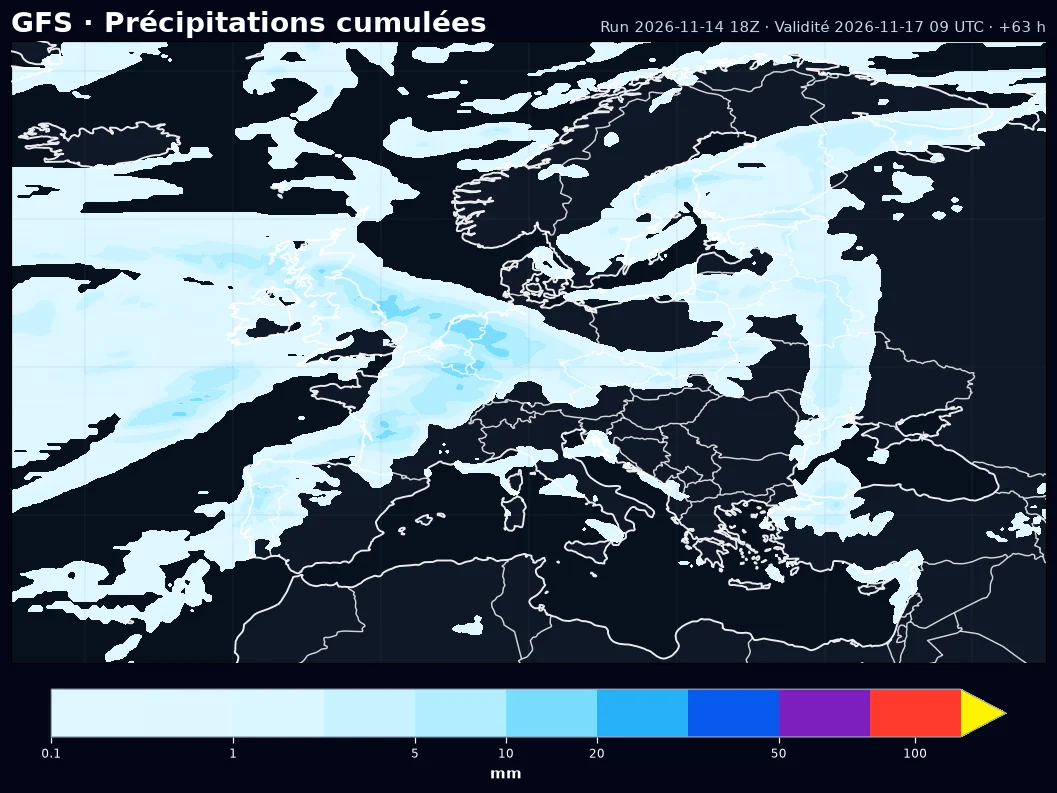 GFS · Précipitations cumulées
Run 2026-11-14 18Z · Validité 2026-11-17 09 UTC · +63 h
0.1 1 5 10 20 50 100
mm